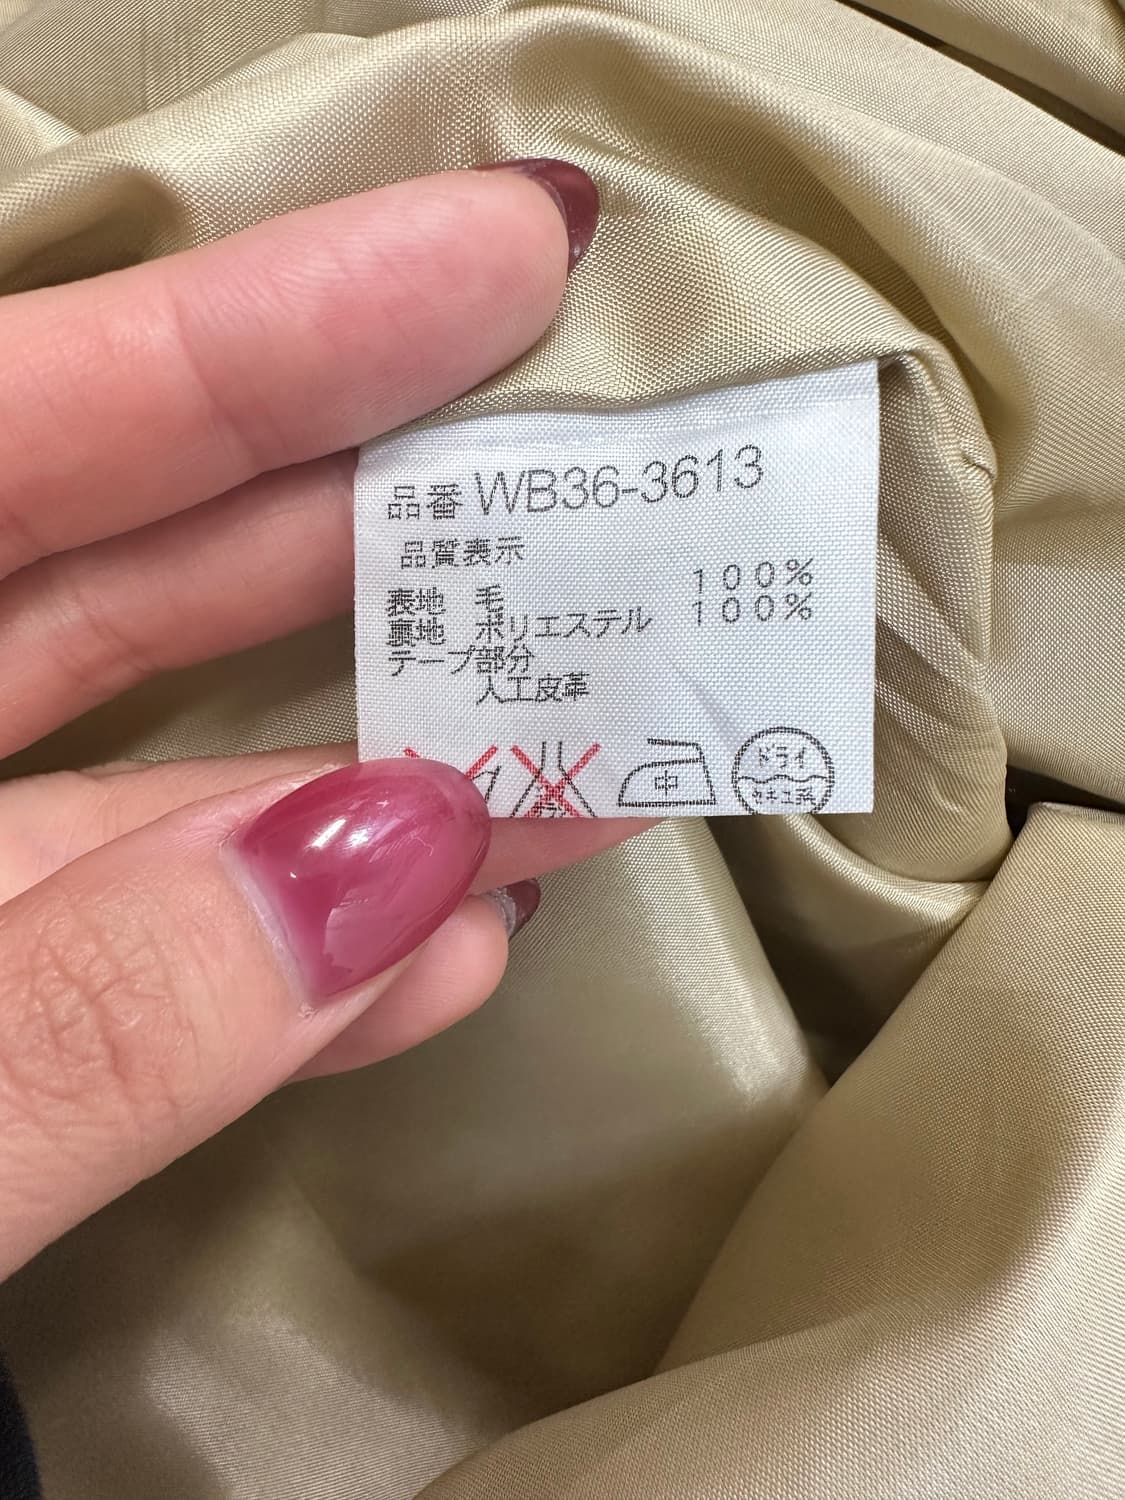 品番 WB36-3613
品質表示
表地 毛 100%
裏地 ポリエステル 100%
テープ部分
人工皮革
中
ドライ